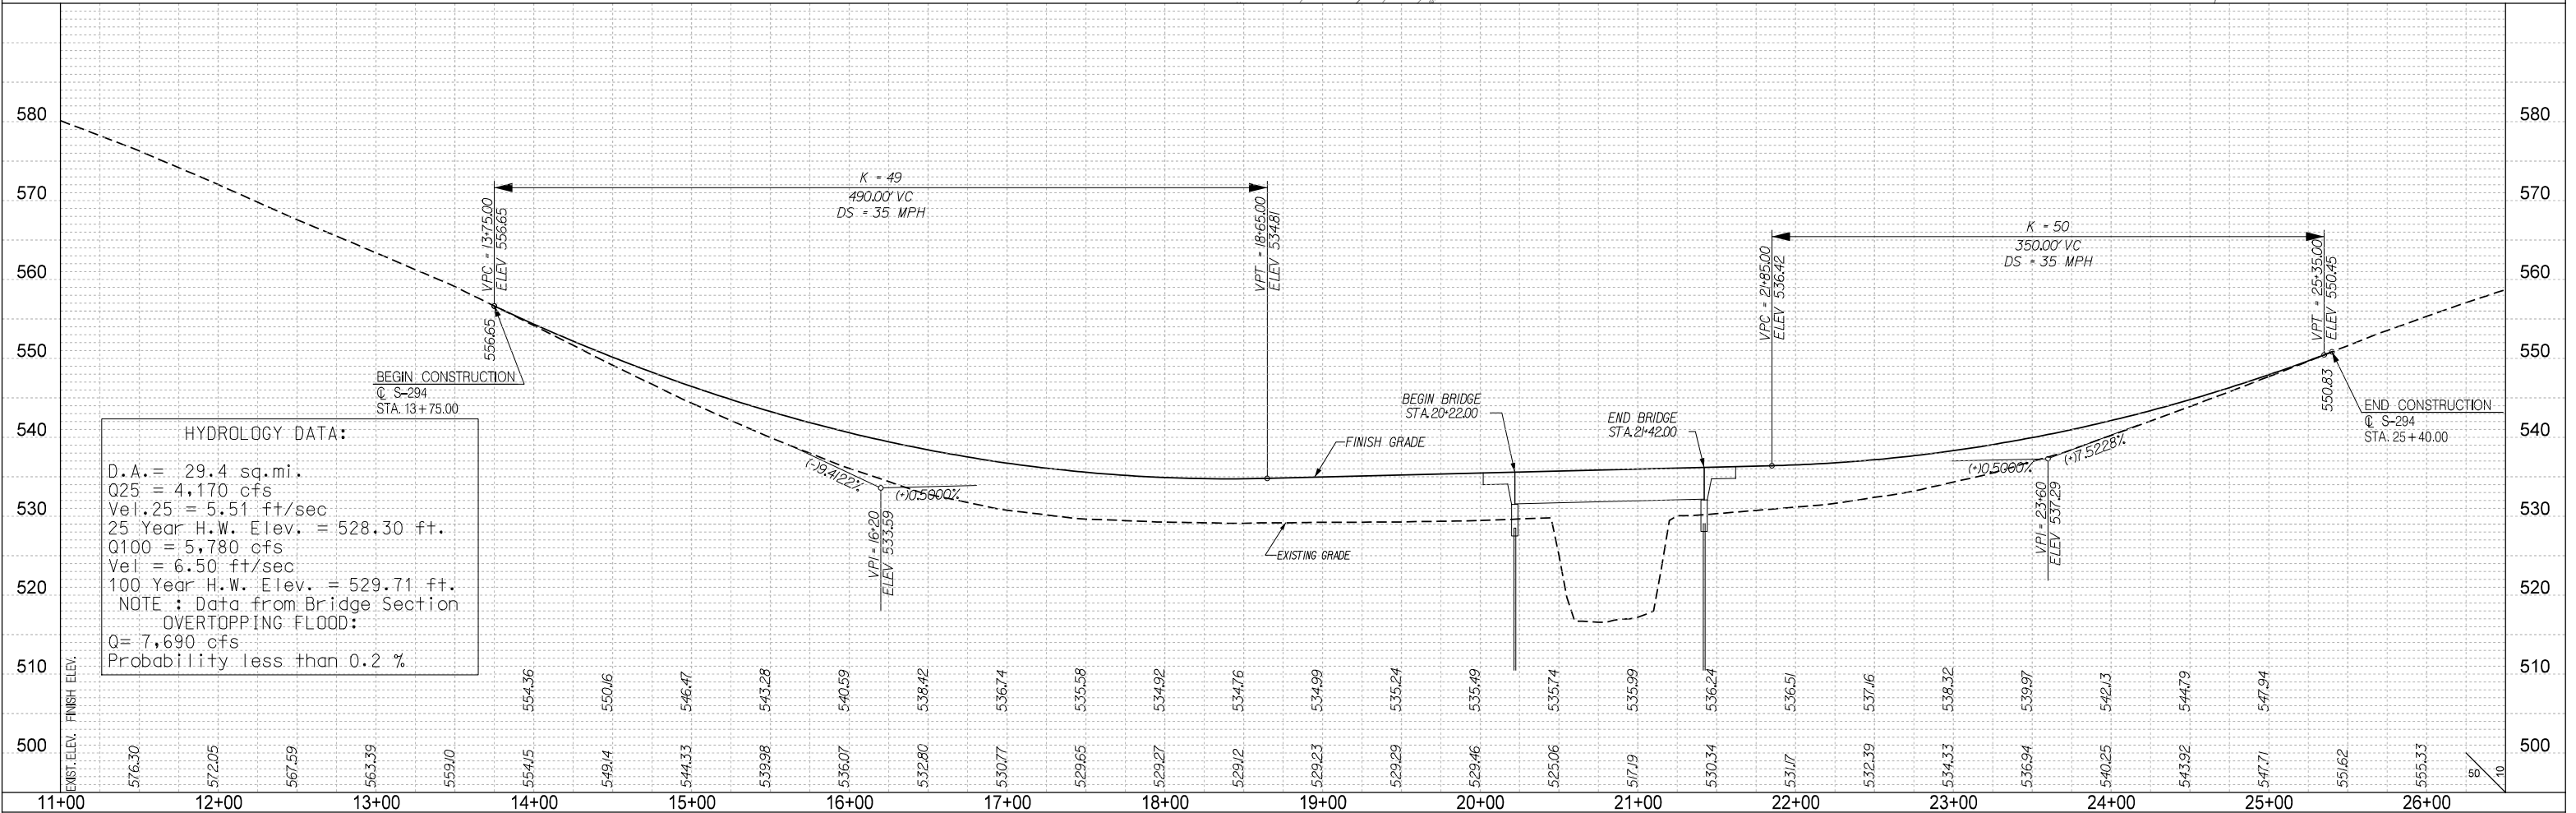 580
570
560
550
540
530
520
510
500
580
570
560
550
540
530
520
510
500
K = 49
490.00' VC
DS = 35 MPH
VPC = 13+75.00
ELEV 556.65
VPT = 18+65.00
ELEV 534.81
K = 50
350.00' VC
DS = 35 MPH
VPC = 21+85.00
ELEV 536.42
VPT = 25+35.00
ELEV 550.45
556.65
BEGIN CONSTRUCTION
℄ S-294
STA. 13+75.00
BEGIN BRIDGE
STA.20+22.00
END BRIDGE
STA.21+42.00
FINISH GRADE
EXISTING GRADE
(-)9.4122%
(+)0.5000%
VPI = 16+20
ELEV 533.59
(+)0.5000%
(+)7.5228%
VPI = 23+60
ELEV 537.29
550.83
END CONSTRUCTION
℄ S-294
STA. 25+40.00
HYDROLOGY DATA:
D.A.= 29.4 sq.mi.
Q25 = 4,170 cfs
Vel.25 = 5.51 ft/sec
25 Year H.W. Elev. = 528.30 ft.
Q100 = 5,780 cfs
Vel = 6.50 ft/sec
100 Year H.W. Elev. = 529.71 ft.
NOTE : Data from Bridge Section
OVERTOPPING FLOOD:
Q= 7,690 cfs
Probability less than 0.2 %
FINISH ELEV.
554.36 550.16 546.47 543.28 540.59 538.42 536.74 535.58 534.92 534.76 534.99 535.24 535.49 535.74 535.99 536.24 536.51 537.16 538.32 539.97 542.13 544.79 547.94
EXIST. ELEV.
576.30 572.05 567.59 563.39 559.10 554.15 549.14 544.33 539.98 536.07 532.80 530.77 529.65 529.27 529.12 529.23 529.29 529.46 525.06 517.19 530.34 531.17 532.39 534.33 536.94 540.25 543.92 547.71 551.62 555.33
50 10
11+00 12+00 13+00 14+00 15+00 16+00 17+00 18+00 19+00 20+00 21+00 22+00 23+00 24+00 25+00 26+00